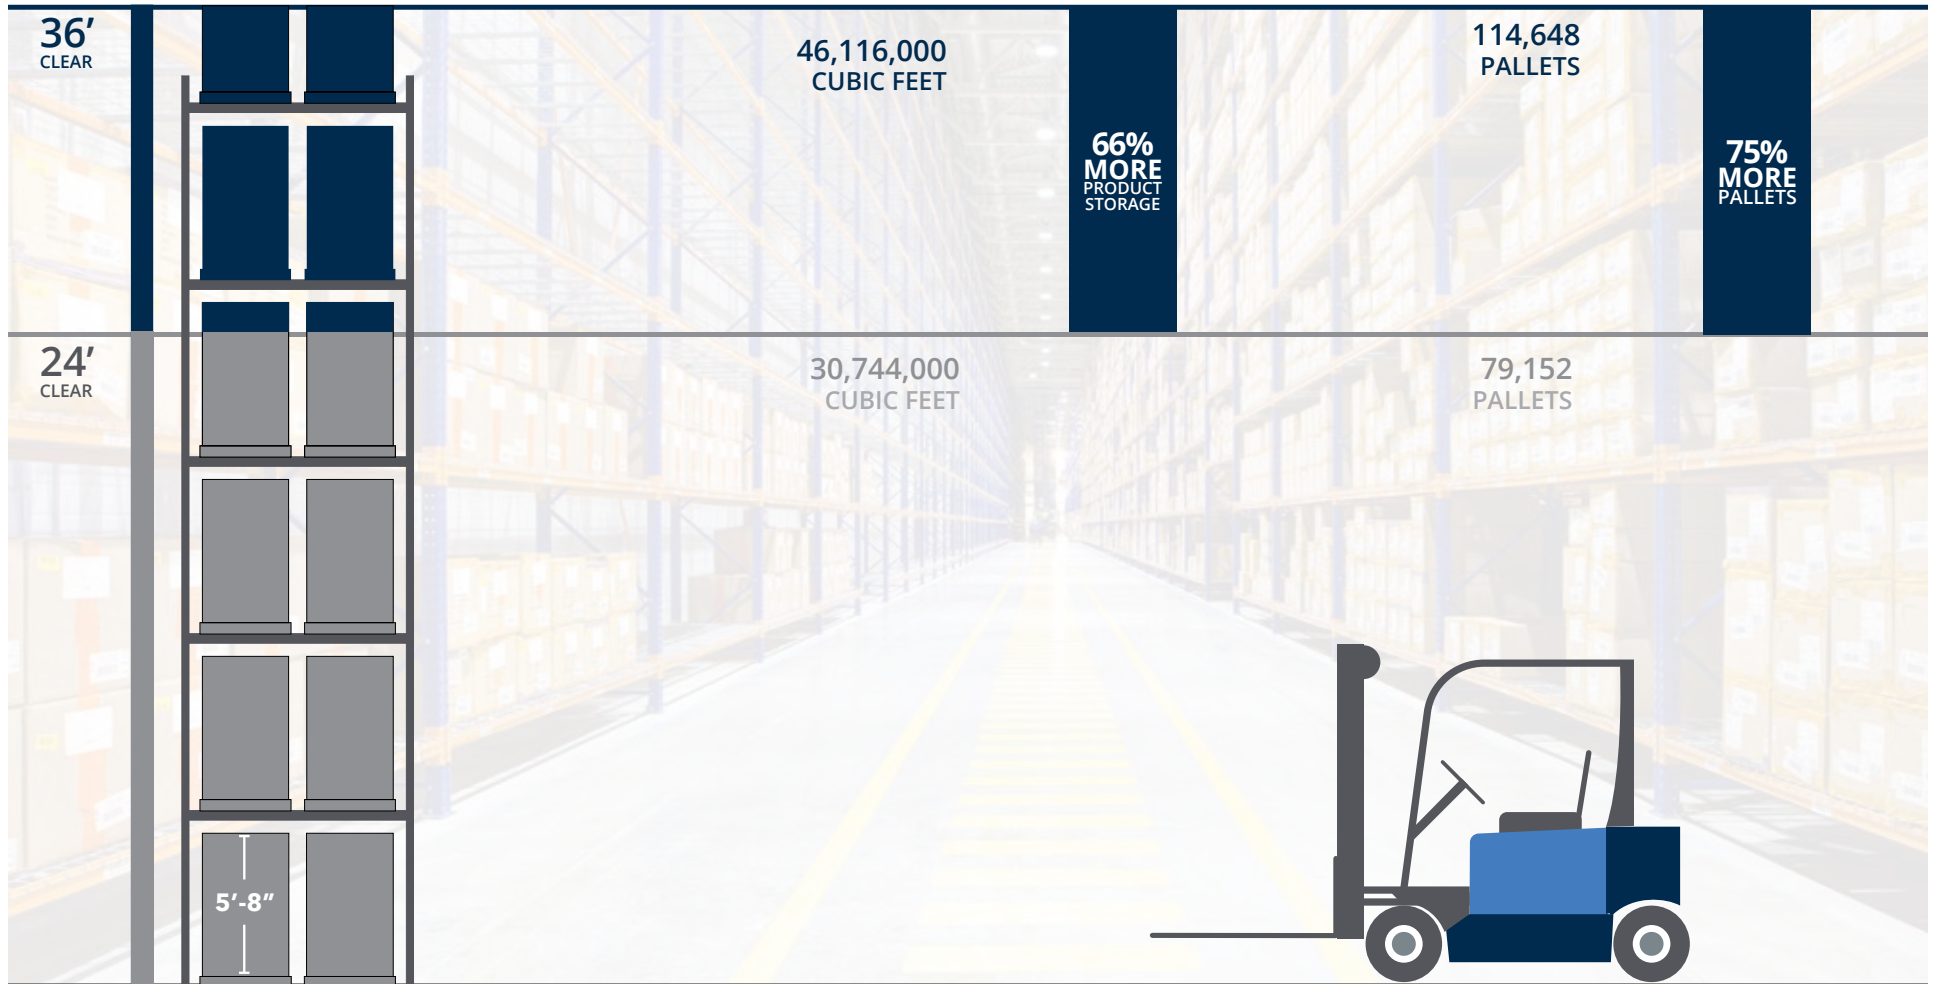 36’
CLEAR
46,116,000
CUBIC FEET
114,648
PALLETS
66%
MORE
PRODUCT
STORAGE
75%
MORE
PALLETS
24’
CLEAR
30,744,000
CUBIC FEET
79,152
PALLETS
5’-8”